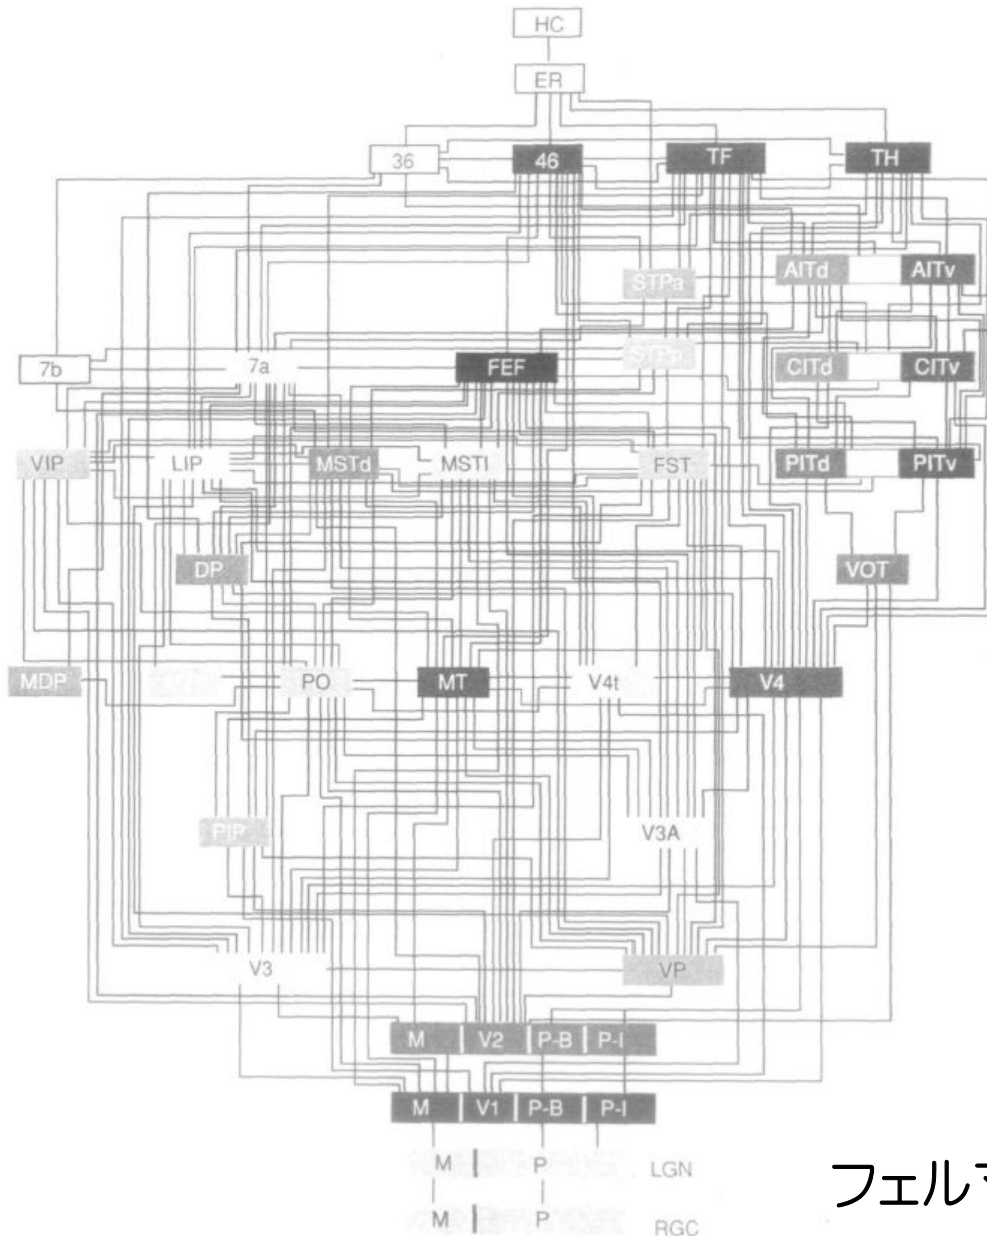 HC
ER
36 46 TF TH
AITd AITv
STPa
STPp
7b 7a FEF CITd CITv
VIP LIP MSTd MSTl FST PITd PITv
DP VOT
MDP PO MT V4t V4
PIP V3A
V3 VP
M V2 P-B P-I
M V1 P-B P-I
M P LGN
M P RGC
フェルマ